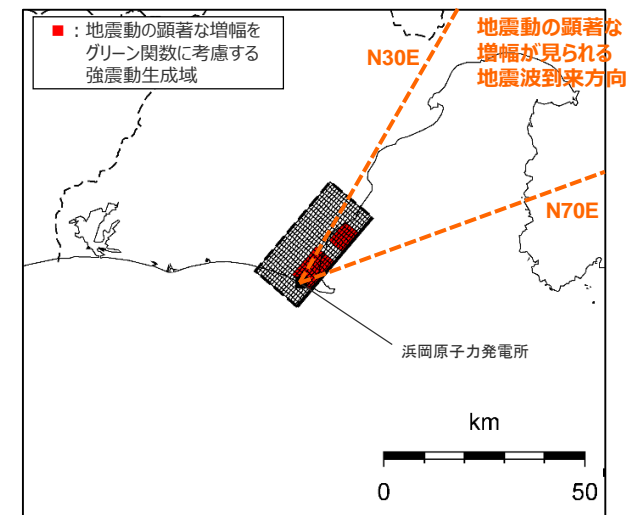 ■：地震動の顕著な増幅を
グリーン関数に考慮する
強震動生成域
地震動の顕著な
増幅が見られる
地震波到来方向
N30E
N70E
浜岡原子力発電所
km
0 50